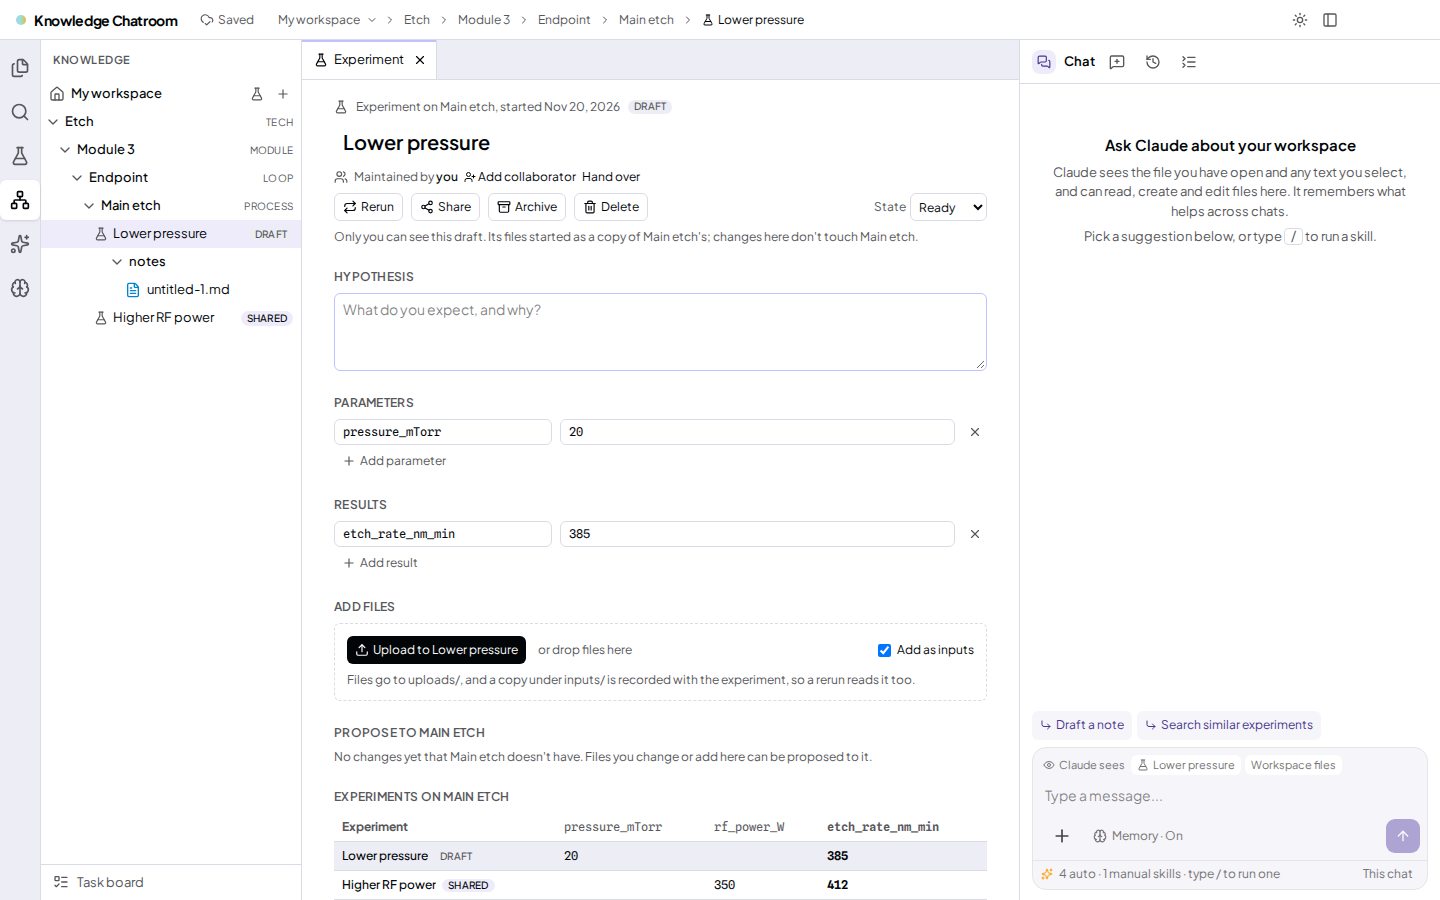 Knowledge Chatroom
Saved
My workspace > Etch > Module 3 > Endpoint > Main etch > Lower pressure
KNOWLEDGE
My workspace
Etch TECH
Module 3 MODULE
Endpoint LOOP
Main etch PROCESS
Lower pressure DRAFT
notes
untitled-1.md
Higher RF power SHARED
Task board
Experiment
Experiment on Main etch, started Nov 20, 2026 DRAFT
Lower pressure
Maintained by you Add collaborator Hand over
Rerun Share Archive Delete State Ready
Only you can see this draft. Its files started as a copy of Main etch's; changes here don't touch Main etch.
HYPOTHESIS
What do you expect, and why?
PARAMETERS
pressure_mTorr 20
Add parameter
RESULTS
etch_rate_nm_min 385
Add result
ADD FILES
Upload to Lower pressure or drop files here Add as inputs
Files go to uploads/, and a copy under inputs/ is recorded with the experiment, so a rerun reads it too.
PROPOSE TO MAIN ETCH
No changes yet that Main etch doesn't have. Files you change or add here can be proposed to it.
EXPERIMENTS ON MAIN ETCH
Experiment pressure_mTorr rf_power_W etch_rate_nm_min
Lower pressure DRAFT 20 385
Higher RF power SHARED 350 412
Chat
Ask Claude about your workspace
Claude sees the file you have open and any text you select,
and can read, create and edit files here. It remembers what
helps across chats.
Pick a suggestion below, or type / to run a skill.
Draft a note Search similar experiments
Claude sees Lower pressure Workspace files
Type a message...
Memory · On
4 auto · 1 manual skills · type / to run one This chat